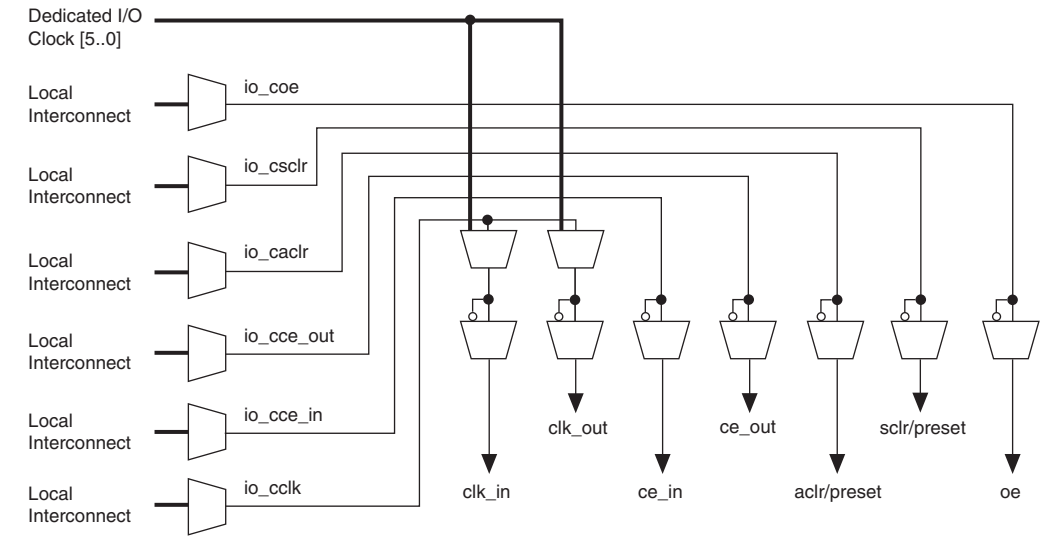 Dedicated I/O
Clock [5..0]
Local
Interconnect
io_coe
Local
Interconnect
io_csclr
Local
Interconnect
io_caclr
Local
Interconnect
io_cce_out
Local
Interconnect
io_cce_in
Local
Interconnect
io_cclk
clk_out
ce_out
sclr/preset
clk_in
ce_in
aclr/preset
oe